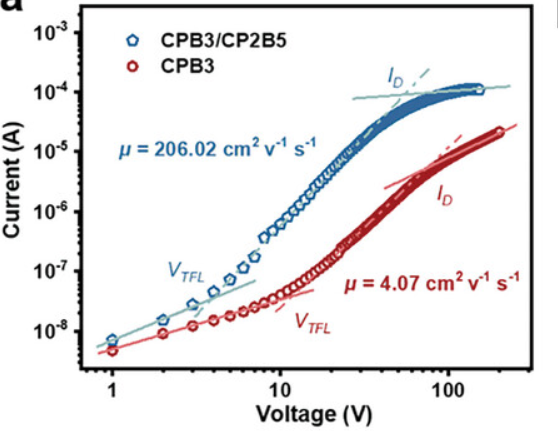 a
10⁻³
10⁻⁴
10⁻⁵
10⁻⁶
10⁻⁷
10⁻⁸
Current (A)
CPB3/CP2B5
CPB3
I_D
μ = 206.02 cm² v⁻¹ s⁻¹
I_D
V_TFL
μ = 4.07 cm² v⁻¹ s⁻¹
V_TFL
1
10
100
Voltage (V)